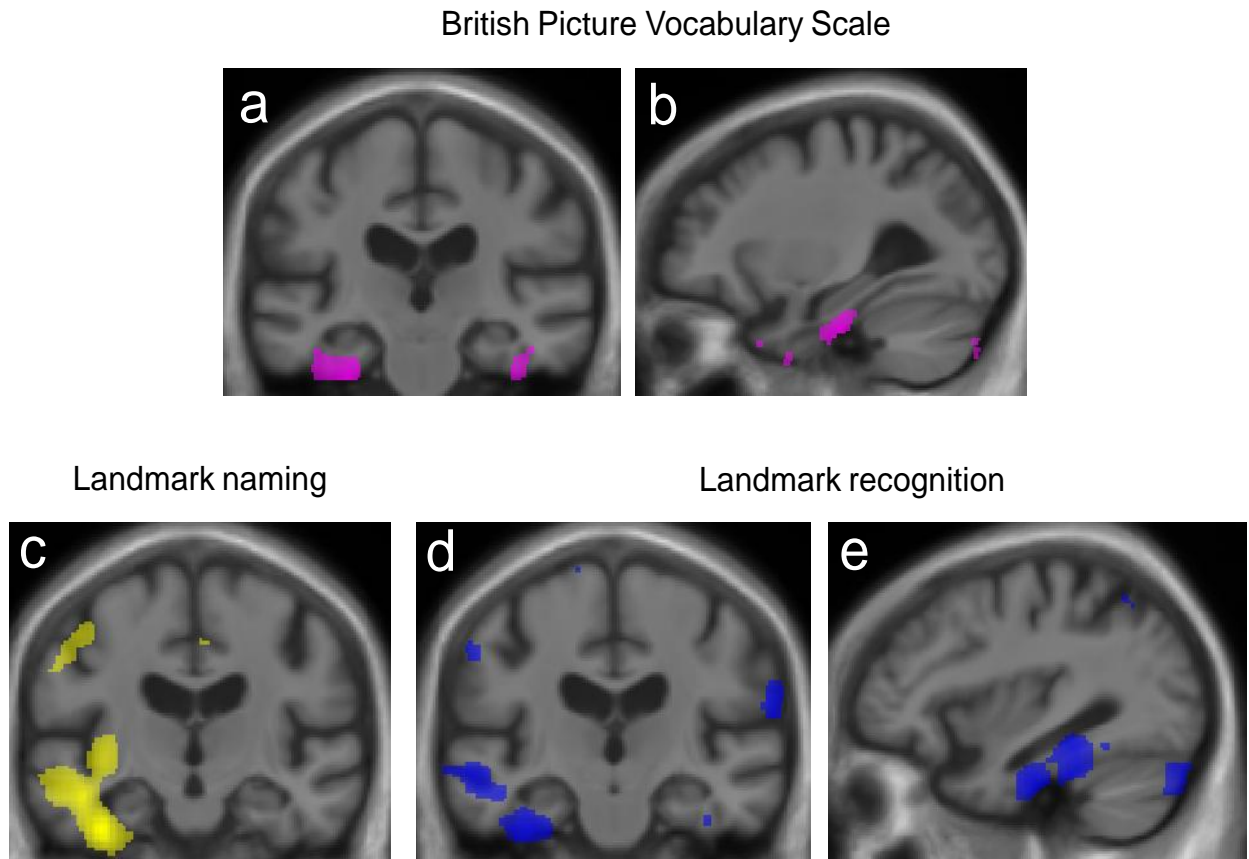 British Picture Vocabulary Scale
a
b
Landmark naming
Landmark recognition
c
d
e